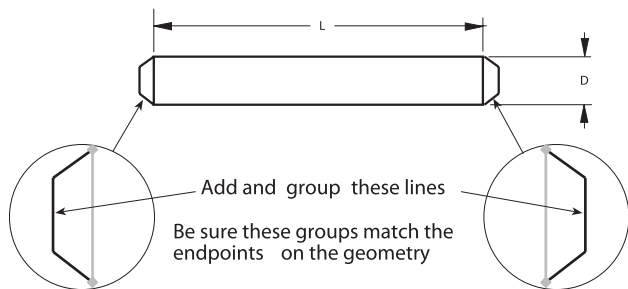 L
D
Add and group these lines
Be sure these groups match the
endpoints on the geometry